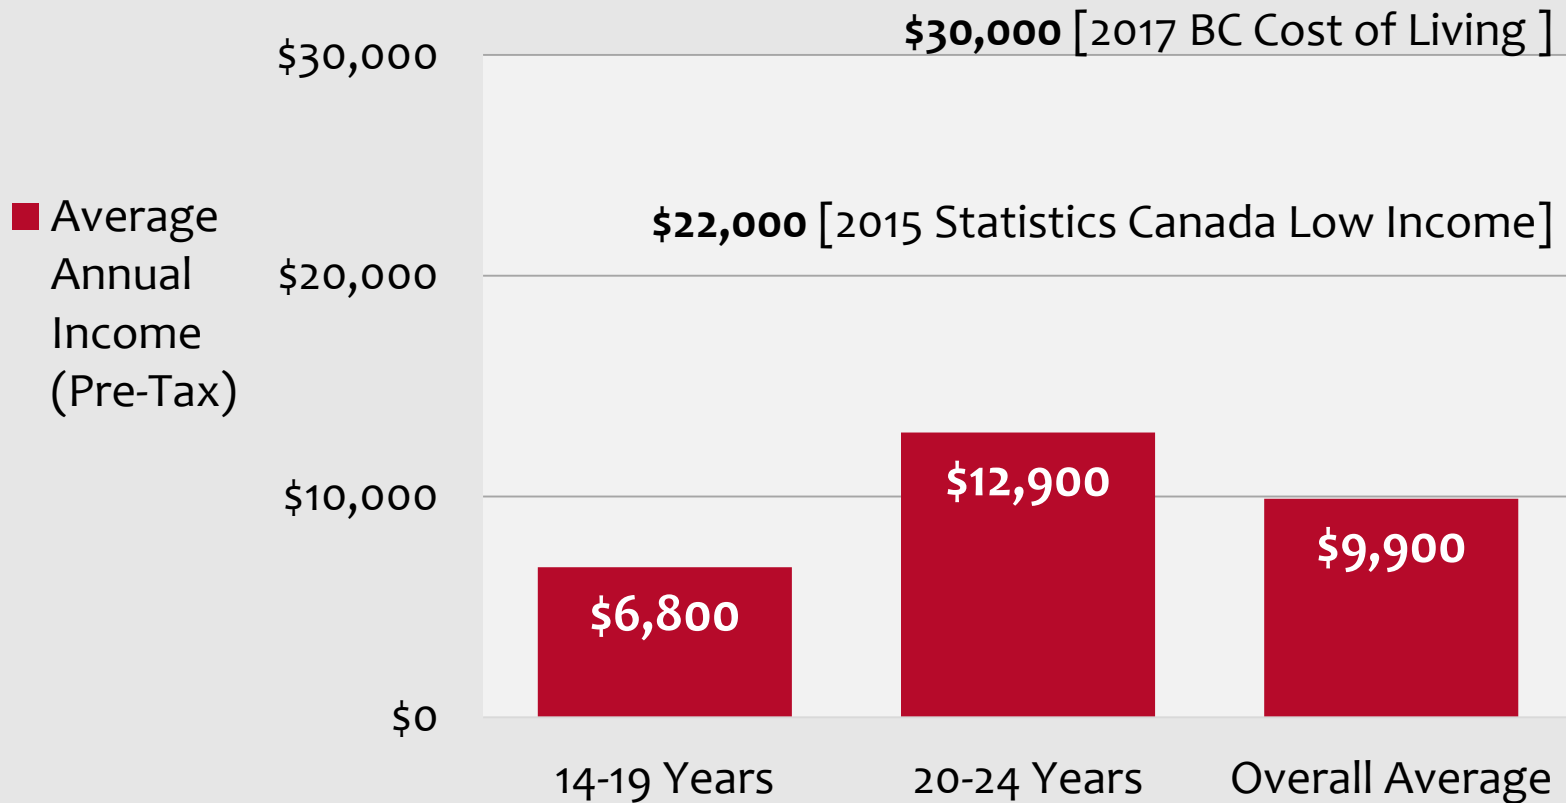 $30,000 [2017 BC Cost of Living ]
$30,000
Average
Annual
Income
(Pre-Tax)
$22,000 [2015 Statistics Canada Low Income]
$20,000
$10,000
$0
$6,800
$12,900
$9,900
14-19 Years
20-24 Years
Overall Average